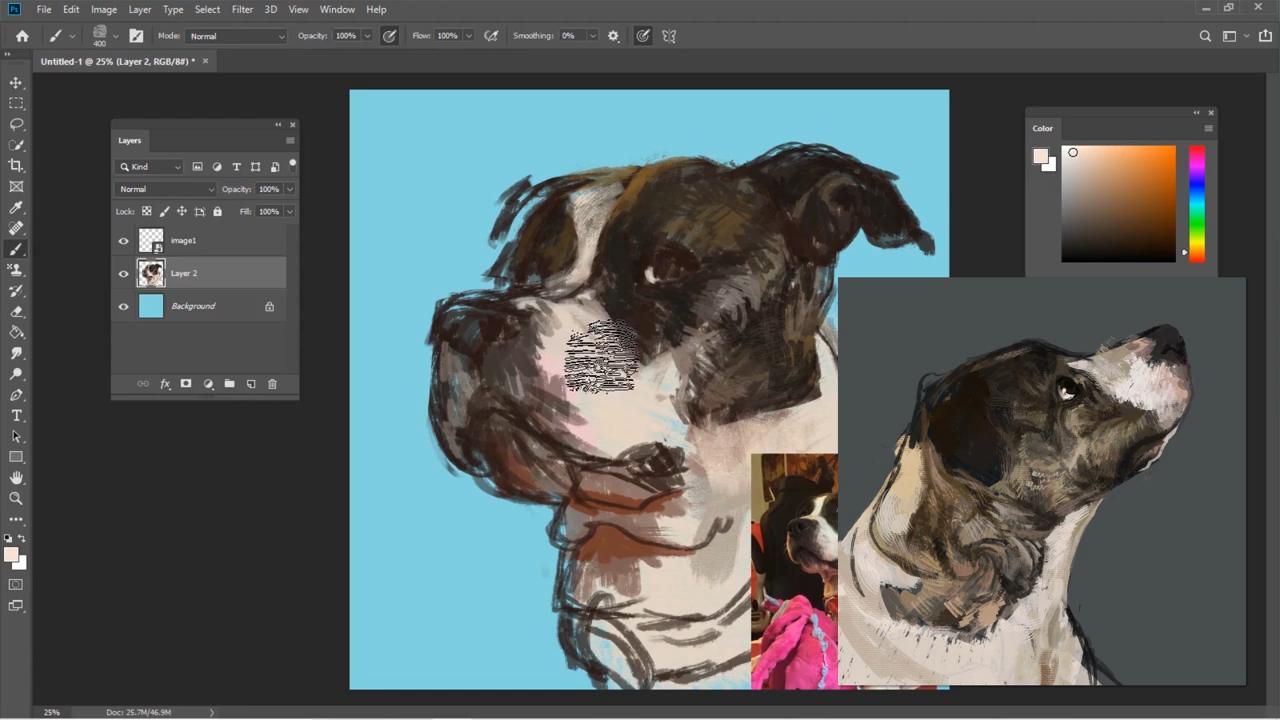 Ps File Edit Image Layer Type Select Filter 3D View Window Help
400 Mode: Normal Opacity: 100% Flow: 100% Smoothing: 0%
Untitled-1 @ 25% (Layer 2, RGB/8#) *
Layers
Kind
Normal Opacity: 100%
Lock: Fill: 100%
image1
Layer 2
Background
fx
Color
25% Doc: 25.7M/46.9M